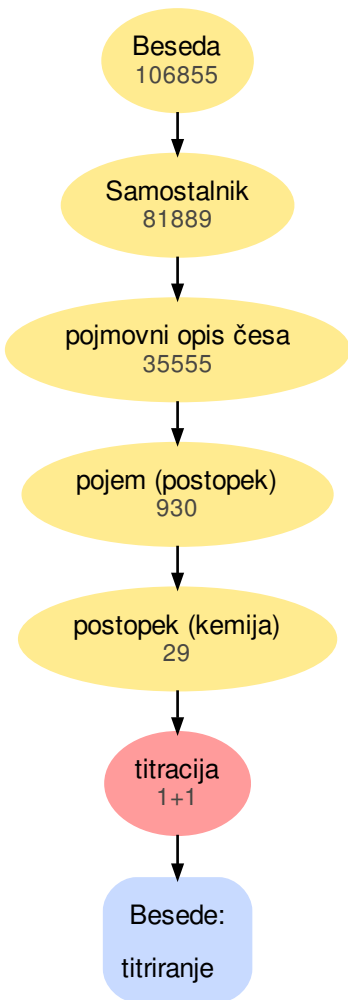 Beseda
106855
Samostalnik
81889
pojmovni opis česa
35555
pojem (postopek)
930
postopek (kemija)
29
titracija
1+1
Besede:
titriranje